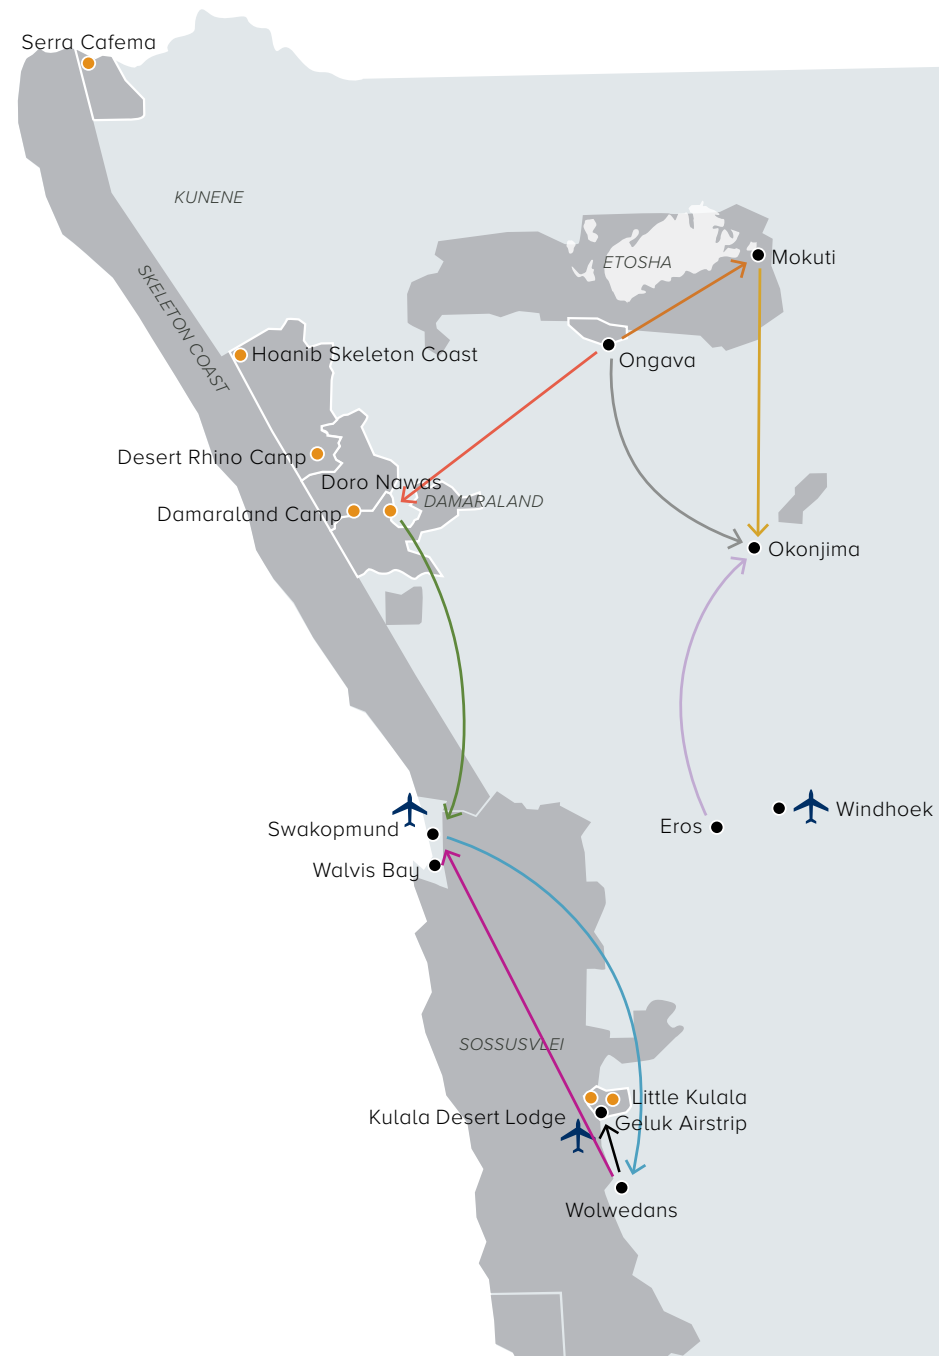 Serra Cafema
KUNENE
ETOSHA
Mokuti
SKELETON COAST
Hoanib Skeleton Coast
Ongava
Desert Rhino Camp
Doro Nawas
DAMARALAND
Damaraland Camp
Okonjima
Swakopmund
Eros
Windhoek
Walvis Bay
SOSSUSVLEI
Little Kulala
Kulala Desert Lodge
Geluk Airstrip
Wolwedans